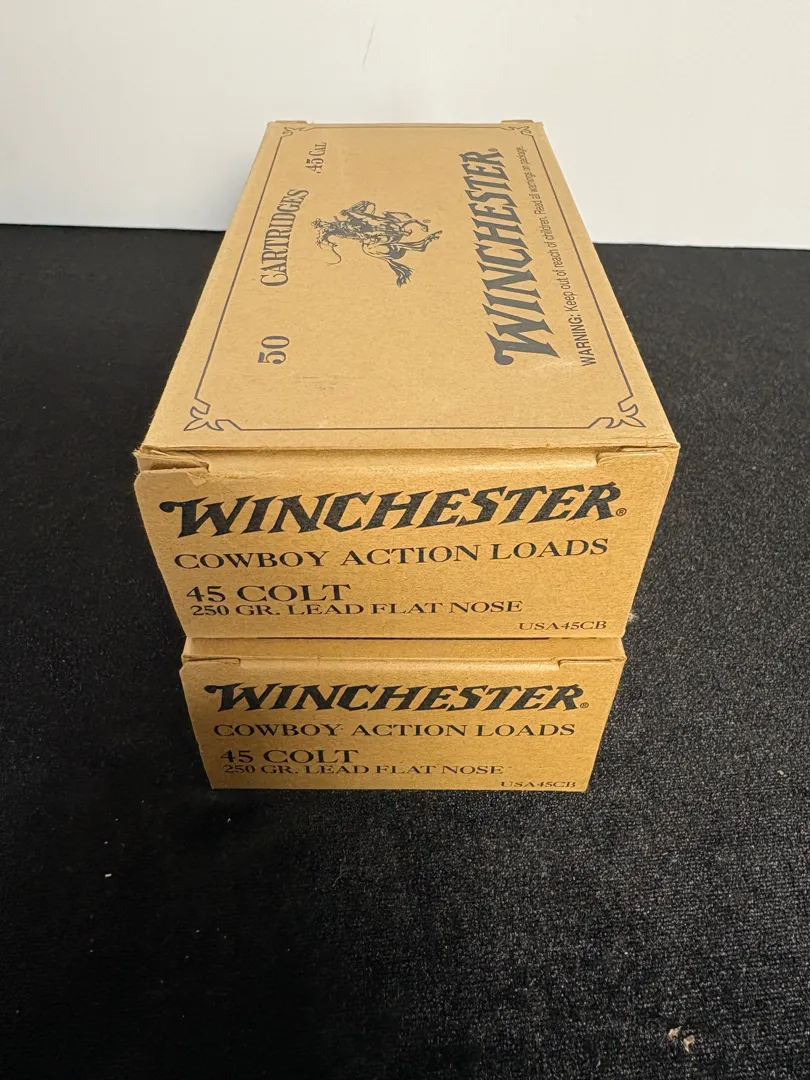 50 CARTRIDGES .45 CAL
WINCHESTER®
WARNING: Keep out of reach of children. Read all warnings on package.
WINCHESTER®
COWBOY ACTION LOADS
45 COLT
250 GR. LEAD FLAT NOSE
USA45CB
WINCHESTER®
COWBOY ACTION LOADS
45 COLT
250 GR. LEAD FLAT NOSE
USA45CB